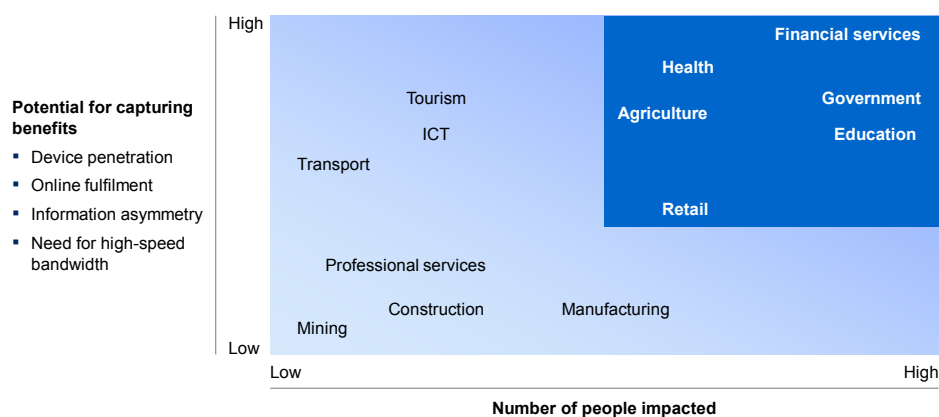 High
Financial services
Health
Potential for capturing
benefits
Tourism
Government
Agriculture
ICT
Education
▪ Device penetration
Transport
▪ Online fulfilment
▪ Information asymmetry
Retail
▪ Need for high-speed
bandwidth
Professional services
Construction
Manufacturing
Mining
Low
Low
High
Number of people impacted